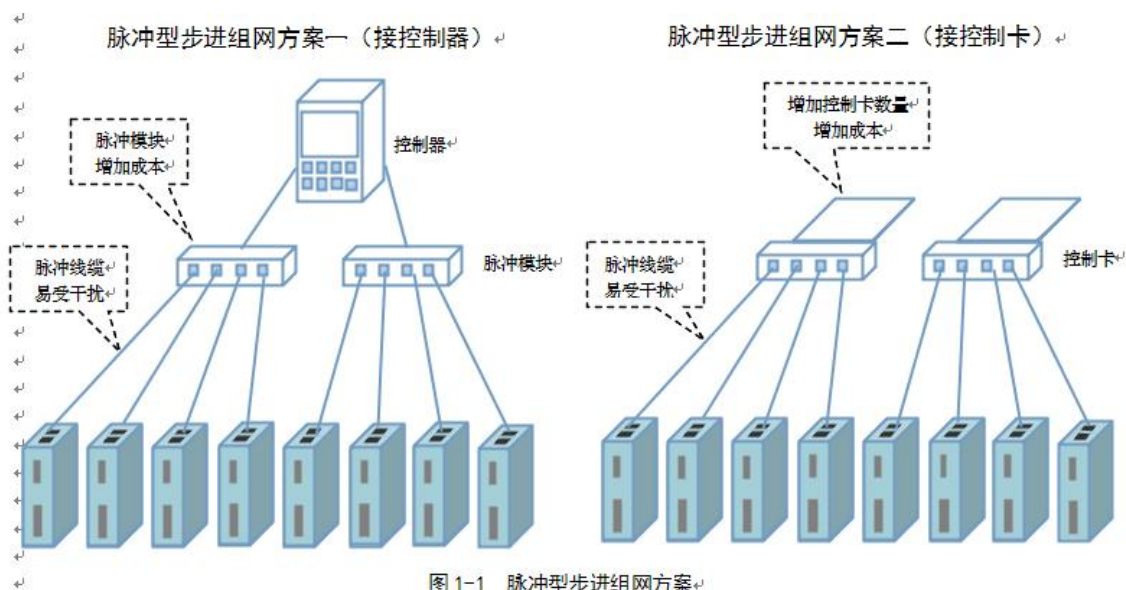 脉冲型步进组网方案一（接控制器）
脉冲型步进组网方案二（接控制卡）
脉冲模块
增加成本
控制器
增加控制卡数量
增加成本
脉冲线缆
易受干扰
脉冲模块
脉冲线缆
易受干扰
控制卡
图 1-1 脉冲型步进组网方案